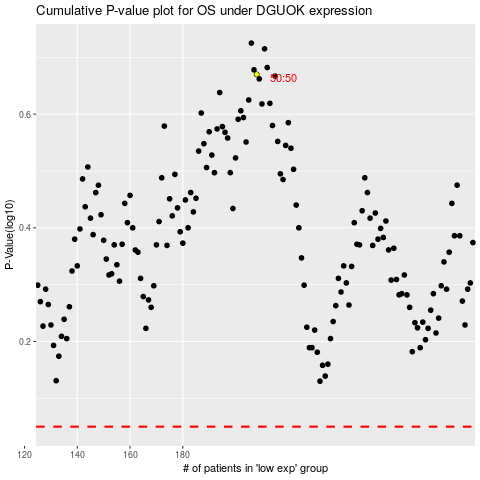 Cumulative P-value plot for OS under DGUOK expression
P-Value(log10)
0.6
0.4
0.2
50:50
120 140 160 180
# of patients in 'low exp' group